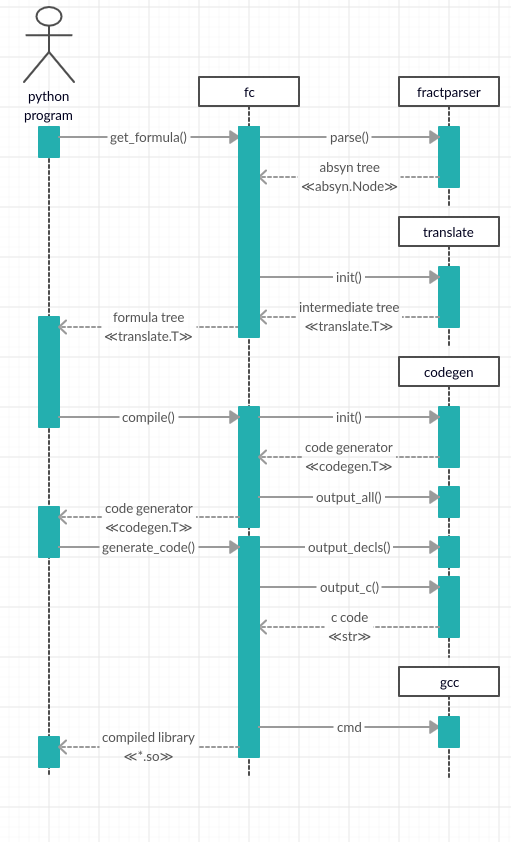 python
program
fc
fractparser
get_formula()
parse()
absyn tree
≪absyn.Node≫
translate
init()
intermediate tree
≪translate.T≫
formula tree
≪translate.T≫
codegen
compile()
init()
code generator
≪codegen.T≫
output_all()
code generator
≪codegen.T≫
generate_code()
output_decls()
output_c()
c code
≪str≫
gcc
cmd
compiled library
≪*.so≫